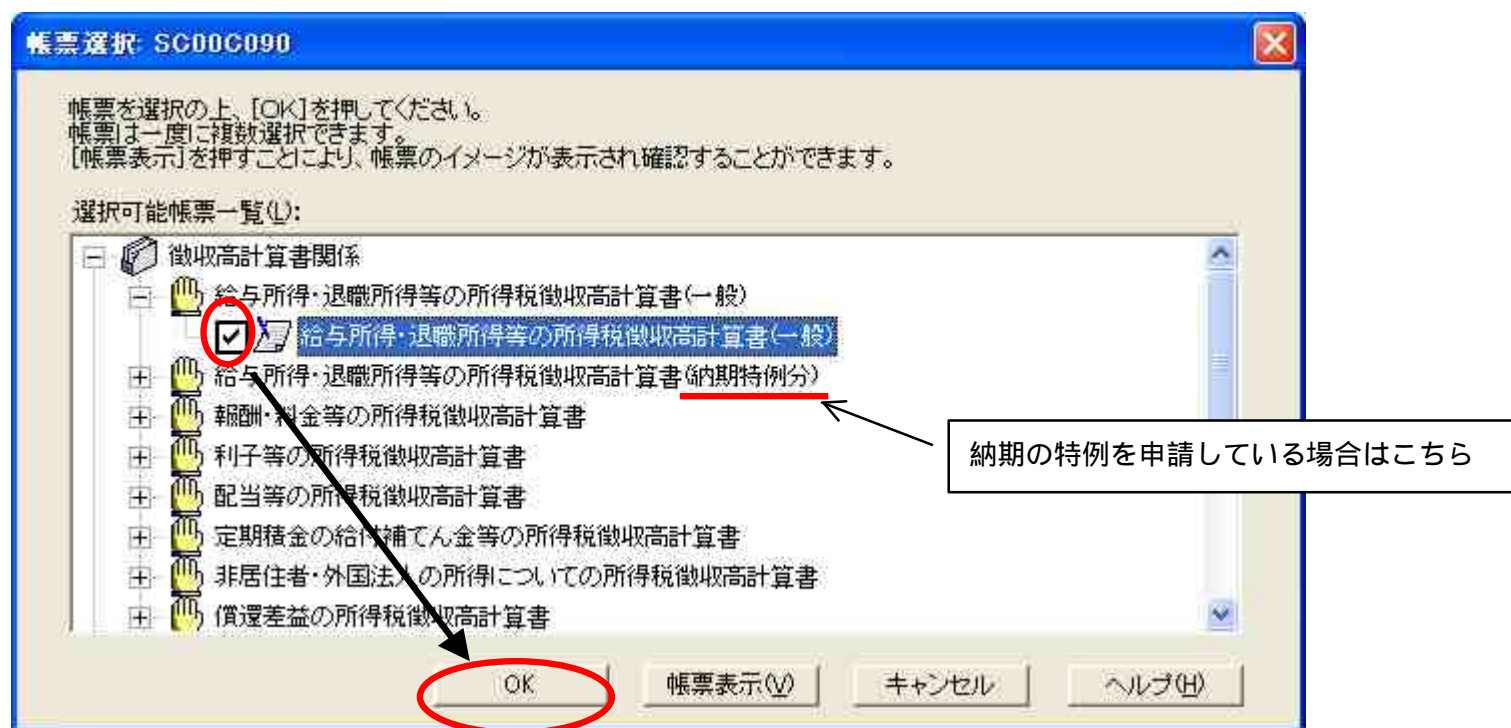 帳票選択: SC00C090
帳票を選択の上、[OK]を押してください。
帳票は一度に複数選択できます。
[帳票表示]を押すことにより、帳票のイメージが表示され確認することができます。
選択可能帳票一覧(L):
徴収高計算書関係
給与所得・退職所得等の所得税徴収高計算書(一般)
給与所得・退職所得等の所得税徴収高計算書(一般)
給与所得・退職所得等の所得税徴収高計算書(納期特例分)
報酬・料金等の所得税徴収高計算書
利子等の所得税徴収高計算書
配当等の所得税徴収高計算書
定期積金の給付補てん金等の所得税徴収高計算書
非居住者・外国法人の所得についての所得税徴収高計算書
償還差益の所得税徴収高計算書
納期の特例を申請している場合はこちら
OK 帳票表示(V) キャンセル ヘルプ(H)